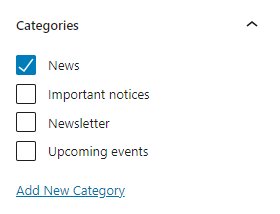 Categories
News
Important notices
Newsletter
Upcoming events
Add New Category